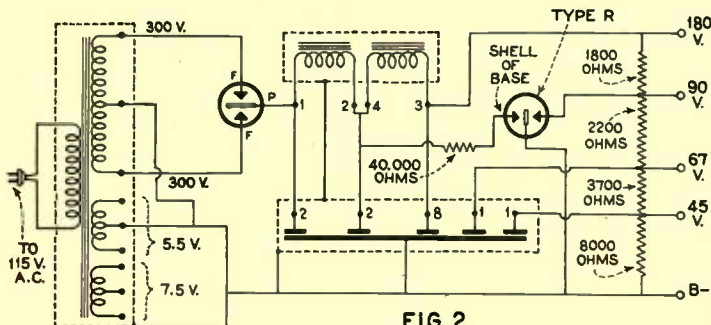 300 V.
300 V.
F
P
F
TO
115 V.
A.C.
5.5 V.
7.5 V.
1
2
4
3
40,000
OHMS
SHELL
OF
BASE
TYPE R
2
2
8
1
1
1800
OHMS
2200
OHMS
3700
OHMS
8000
OHMS
180
V.
90
V.
67
V.
45
V.
B-
FIG. 2